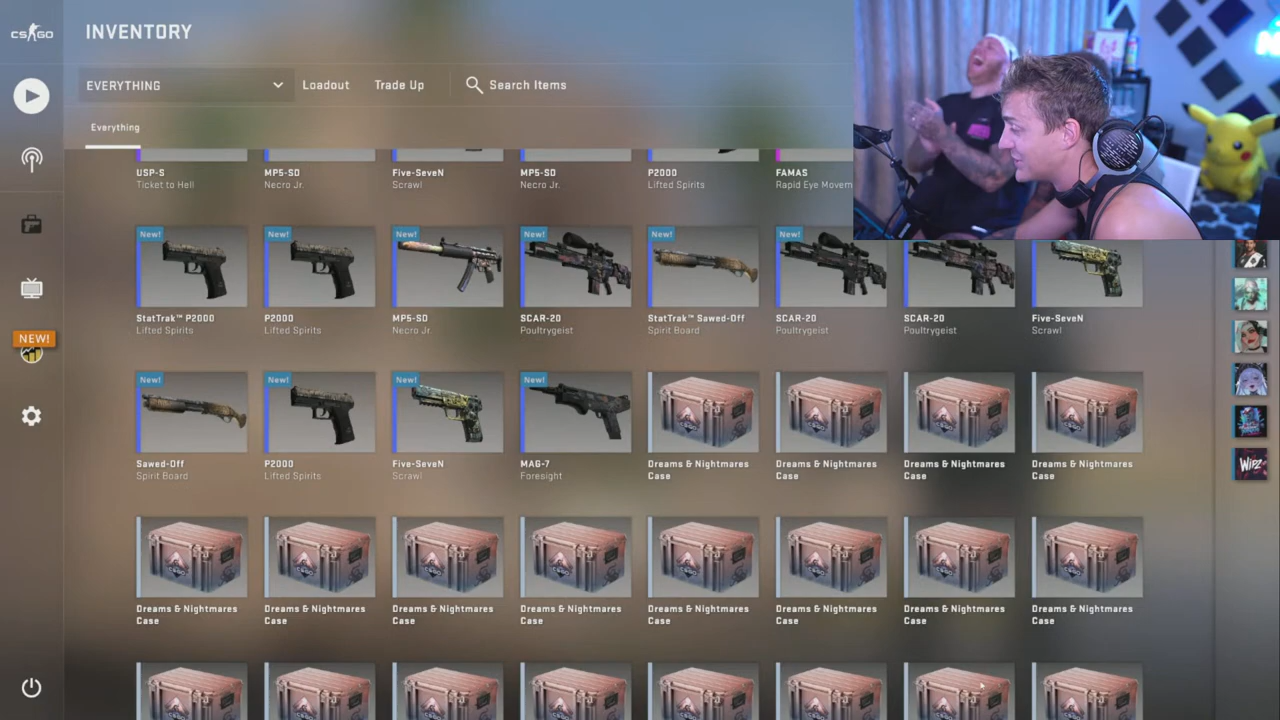 CS GO
INVENTORY
EVERYTHING
Loadout
Trade Up
Search Items
Everything
USP-S
Ticket to Hell
MP5-SD
Necro Jr.
Five-SeveN
Scrawl
MP5-SD
Necro Jr.
P2000
Lifted Spirits
FAMAS
Rapid Eye Movem
New!
StatTrak™ P2000
Lifted Spirits
New!
P2000
Lifted Spirits
New!
MP5-SD
Necro Jr.
New!
SCAR-20
Poultrygeist
New!
StatTrak™ Sawed-Off
Spirit Board
New!
SCAR-20
Poultrygeist
SCAR-20
Poultrygeist
Five-SeveN
Scrawl
NEW!
New!
Sawed-Off
Spirit Board
New!
P2000
Lifted Spirits
New!
Five-SeveN
Scrawl
New!
MAG-7
Foresight
Dreams & Nightmares
Case
Dreams & Nightmares
Case
Dreams & Nightmares
Case
Dreams & Nightmares
Case
WIPZ
Dreams & Nightmares
Case
Dreams & Nightmares
Case
Dreams & Nightmares
Case
Dreams & Nightmares
Case
Dreams & Nightmares
Case
Dreams & Nightmares
Case
Dreams & Nightmares
Case
Dreams & Nightmares
Case